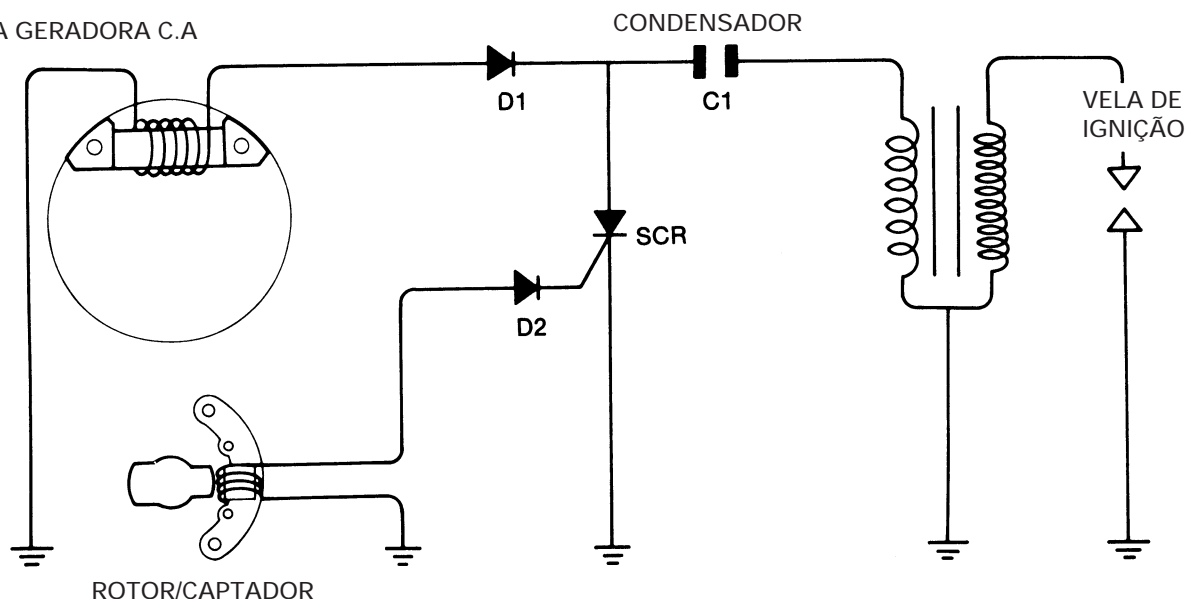 A GERADORA C.A
CONDENSADOR
D1
C1
VELA DE
IGNIÇÃO
SCR
D2
ROTOR/CAPTADOR